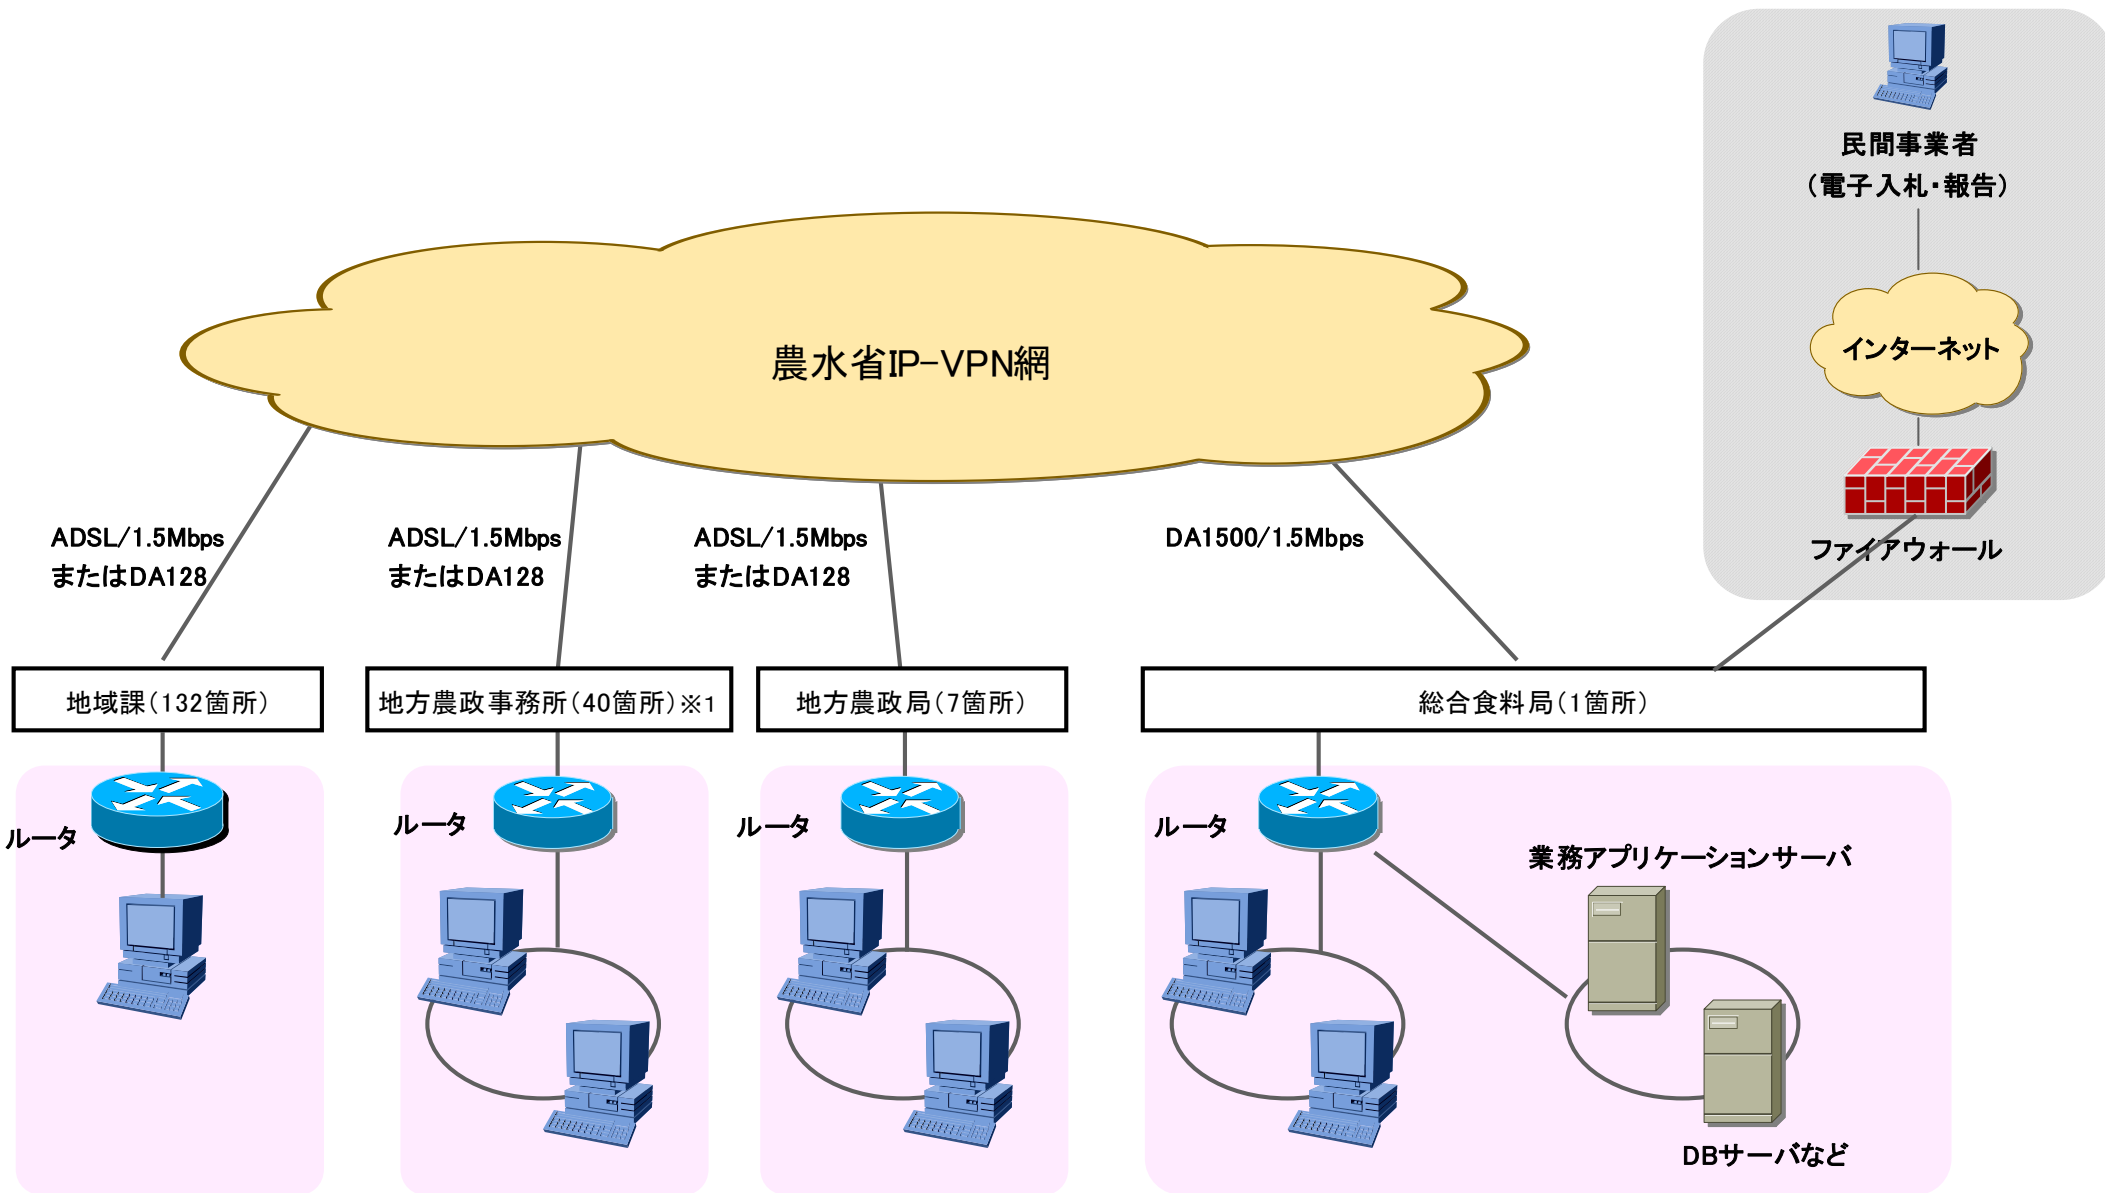 民間事業者
（電子入札・報告）
インターネット
ファイアウォール
農水省IP-VPN網
ADSL/1.5Mbps
またはDA128
ADSL/1.5Mbps
またはDA128
ADSL/1.5Mbps
またはDA128
DA1500/1.5Mbps
地域課（132箇所）
地方農政事務所（40箇所）※1
地方農政局（7箇所）
総合食料局（1箇所）
ルータ
ルータ
ルータ
ルータ
業務アプリケーションサーバ
DBサーバなど